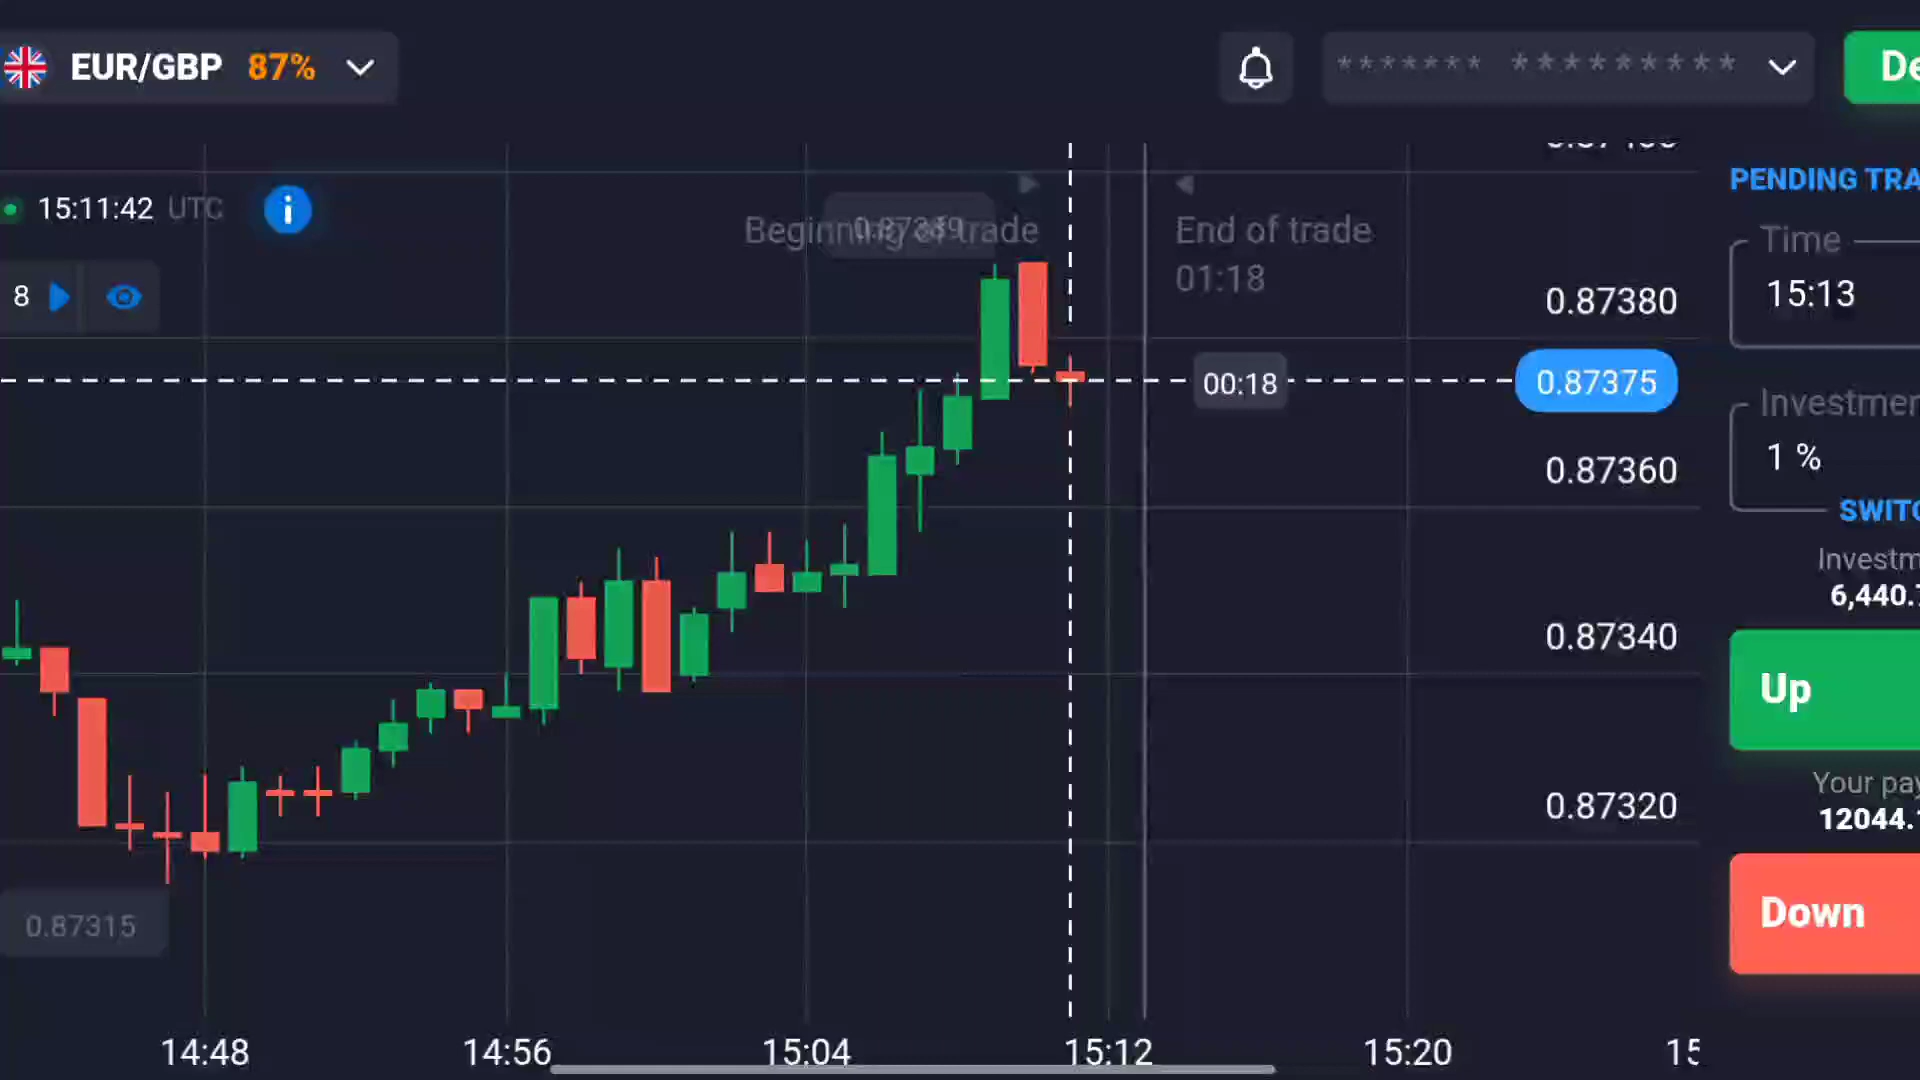 EUR/GBP 87%
******* *********
De
15:11:42 UTC
i
8
Beginning of trade
0.87389
End of trade
01:18
0.87380
00:18
0.87375
0.87360
0.87340
0.87320
0.87315
14:48
14:56
15:04
15:12
15:20
15
PENDING TRA
Time
15:13
Investmen
1 %
SWITC
Investm
6,440.
Up
Your pay
12044.
Down